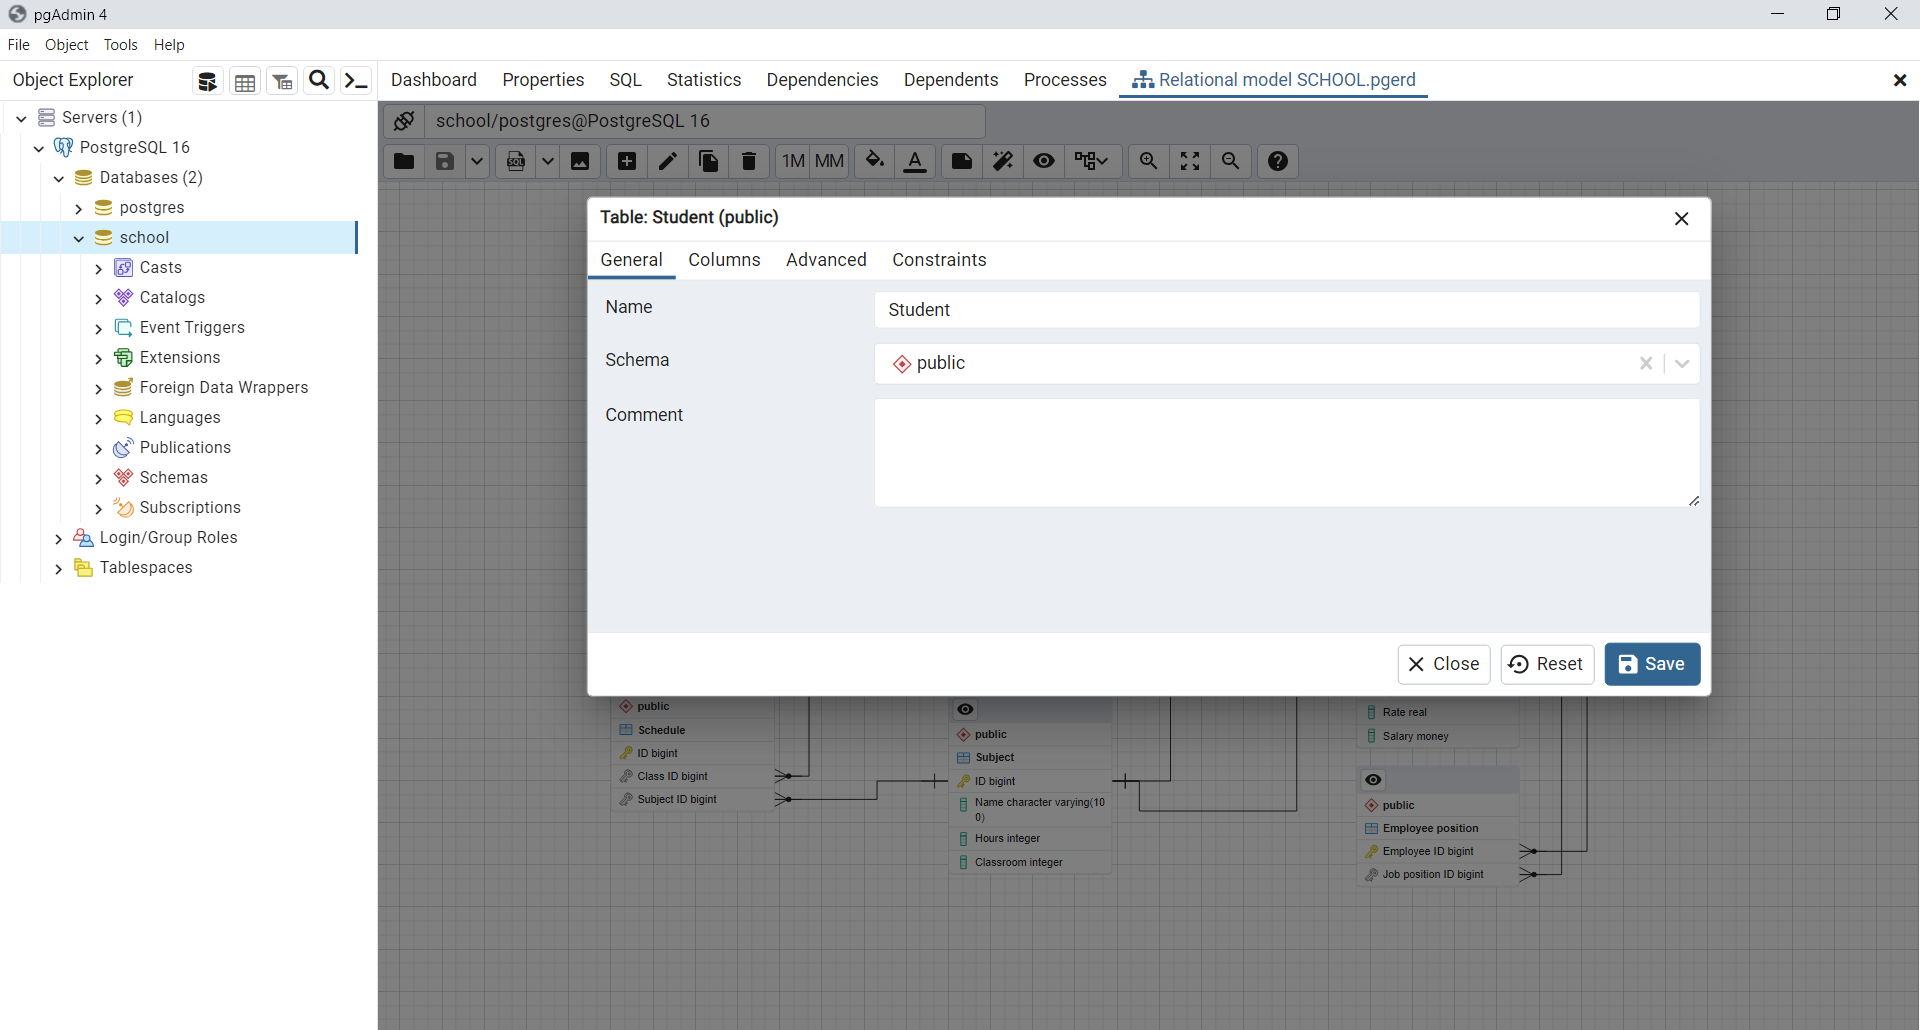 pgAdmin 4
File Object Tools Help
Object Explorer
Dashboard Properties SQL Statistics Dependencies Dependents Processes Relational model SCHOOL.pgerd
Servers (1)
PostgreSQL 16
Databases (2)
postgres
school
Casts
Catalogs
Event Triggers
Extensions
Foreign Data Wrappers
Languages
Publications
Schemas
Subscriptions
Login/Group Roles
Tablespaces
school/postgres@PostgreSQL 16
SQL 1M MM A
Table: Student (public)
General Columns Advanced Constraints
Name Student
Schema public
Comment
Close Reset Save
public
Schedule
ID bigint
Class ID bigint
Subject ID bigint
public
Subject
ID bigint
Name character varying(10
0)
Hours integer
Classroom integer
Rate real
Salary money
public
Employee position
Employee ID bigint
Job position ID bigint